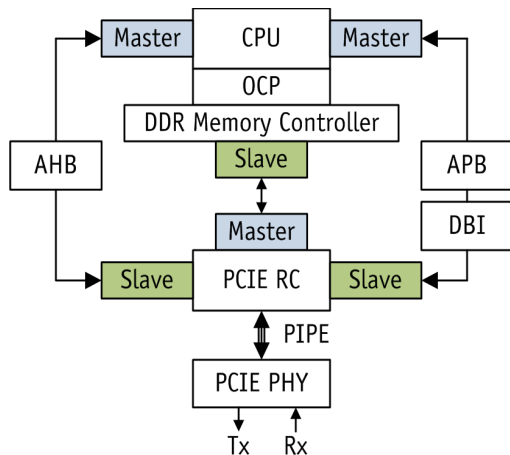 Master CPU Master
OCP
DDR Memory Controller
Slave
AHB
APB
DBI
Master
Slave PCIE RC Slave
PIPE
PCIE PHY
Tx Rx